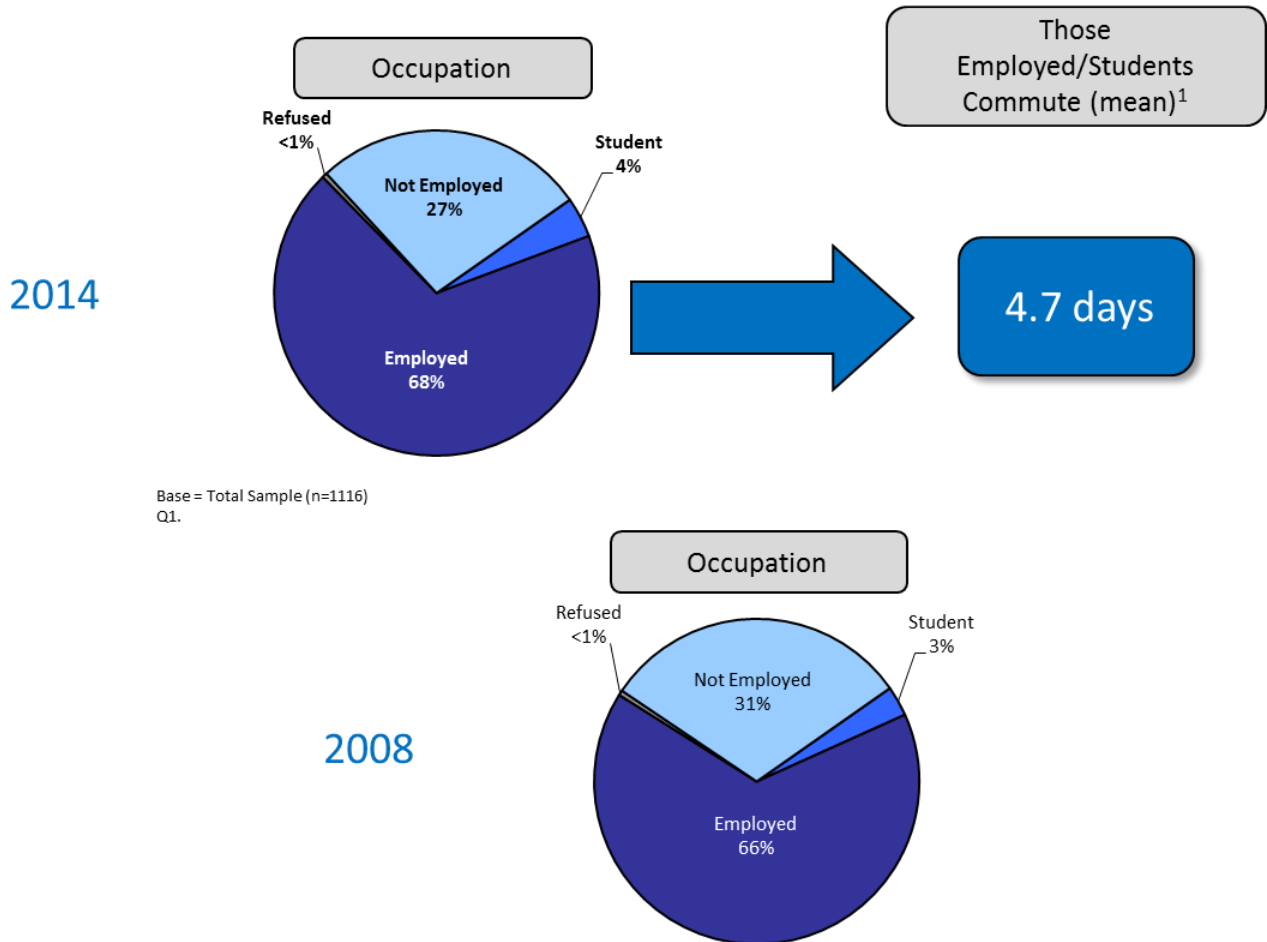 Occupation
Those
Employed/Students
Commute (mean)1
Refused
<1%
Student
4%
Not Employed
27%
2014
4.7 days
Employed
68%
Base = Total Sample (n=1116)
Q1.
Occupation
Refused
<1%
Student
3%
Not Employed
31%
2008
Employed
66%